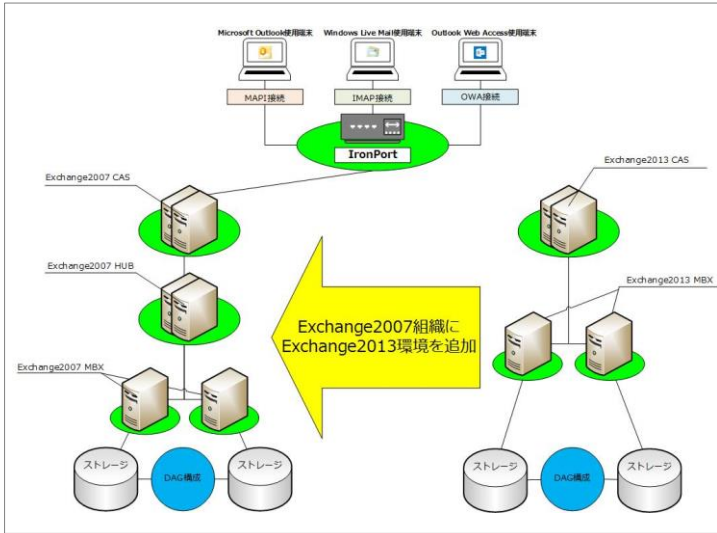 Microsoft Outlook使用端末
Windows Live Mail使用端末
Outlook Web Access使用端末
MAPI接続
IMAP接続
OWA接続
IronPort
Exchange2007 CAS
Exchange2013 CAS
Exchange2007 HUB
Exchange2013 MBX
Exchange2007組織に
Exchange2013環境を追加
Exchange2007 MBX
ストレージ
DAG構成
ストレージ
ストレージ
DAG構成
ストレージ